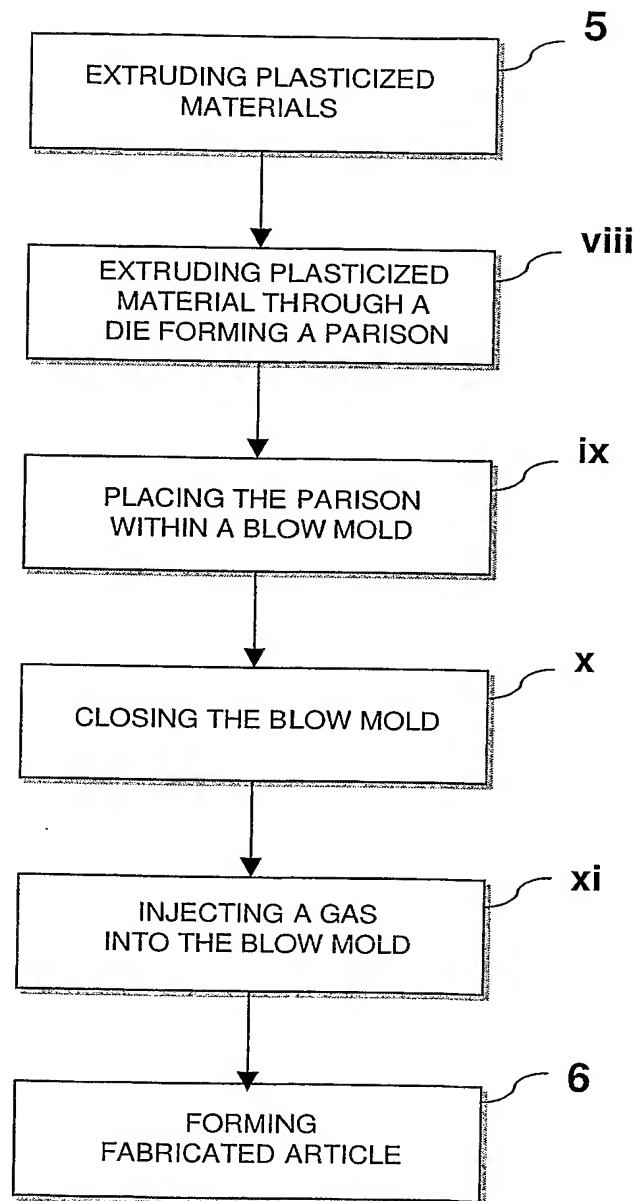 5
EXTRUDING PLASTICIZED
MATERIALS
viii
EXTRUDING PLASTICIZED
MATERIAL THROUGH A
DIE FORMING A PARISON
ix
PLACING THE PARISON
WITHIN A BLOW MOLD
x
CLOSING THE BLOW MOLD
xi
INJECTING A GAS
INTO THE BLOW MOLD
6
FORMING
FABRICATED ARTICLE